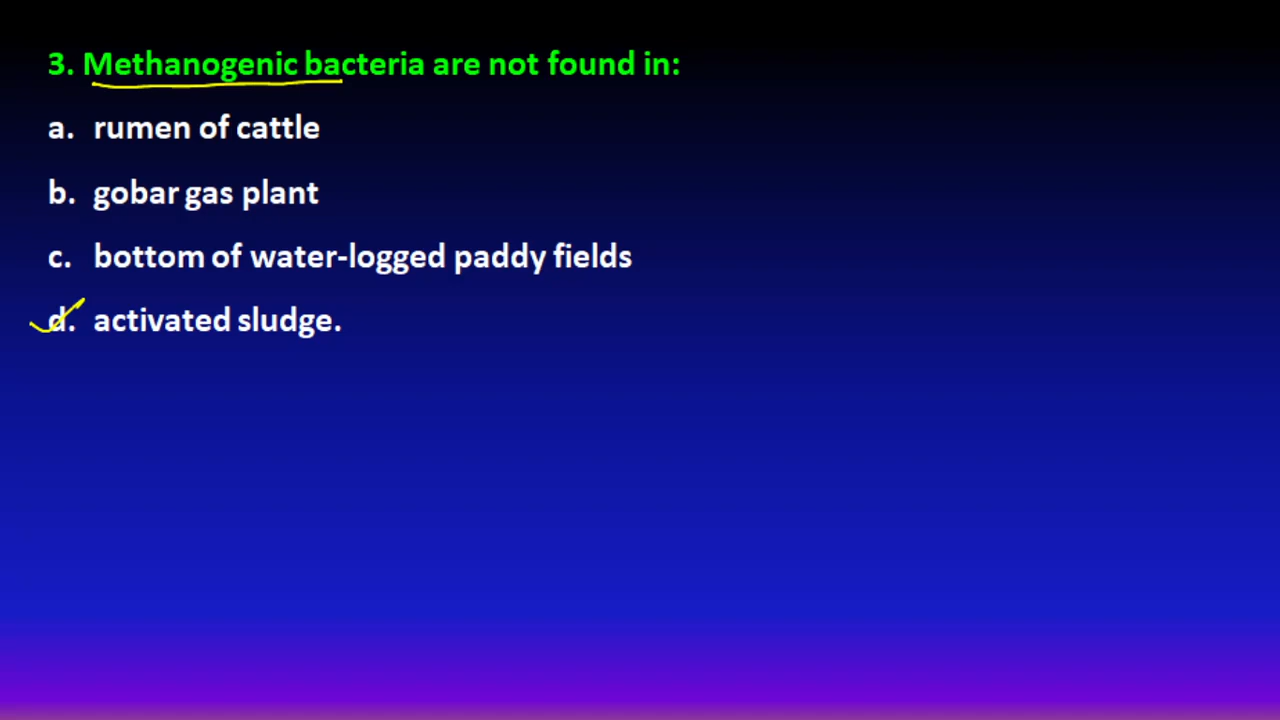 3. Methanogenic bacteria are not found in:
a. rumen of cattle
b. gobar gas plant
c. bottom of water-logged paddy fields
d. activated sludge.